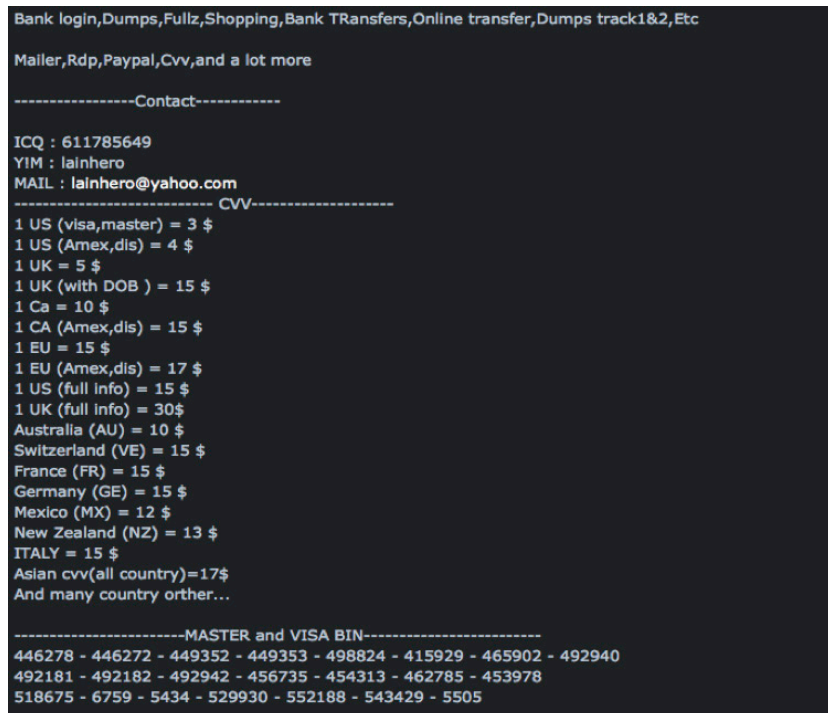 Bank login,Dumps,Fullz,Shopping,Bank TRansfers,Online transfer,Dumps track1&2,Etc
Mailer,Rdp,Paypal,Cvv,and a lot more
-----------------Contact------------
ICQ : 611785649
YIM : lainhero
MAIL : lainhero@yahoo.com
---------------------------- CVV--------------------
1 US (visa,master) = 3 $
1 US (Amex,dis) = 4 $
1 UK = 5 $
1 UK (with DOB ) = 15 $
1 Ca = 10 $
1 CA (Amex,dis) = 15 $
1 EU = 15 $
1 EU (Amex,dis) = 17 $
1 US (full info) = 15 $
1 UK (full info) = 30$
Australia (AU) = 10 $
Switzerland (VE) = 15 $
France (FR) = 15 $
Germany (GE) = 15 $
Mexico (MX) = 12 $
New Zealand (NZ) = 13 $
ITALY = 15 $
Asian cvv(all country)=17$
And many country orther...
------------------------MASTER and VISA BIN-------------------------
446278 - 446272 - 449352 - 449353 - 498824 - 415929 - 465902 - 492940
492181 - 492182 - 492942 - 456735 - 454313 - 462785 - 453978
518675 - 6759 - 5434 - 529930 - 552188 - 543429 - 5505